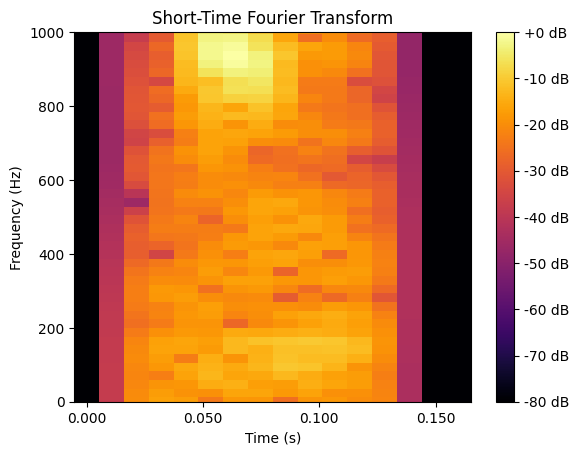 Short-Time Fourier Transform
1000
800
600
400
200
0
Frequency (Hz)
0.000
0.050
0.100
0.150
Time (s)
+0 dB
-10 dB
-20 dB
-30 dB
-40 dB
-50 dB
-60 dB
-70 dB
-80 dB